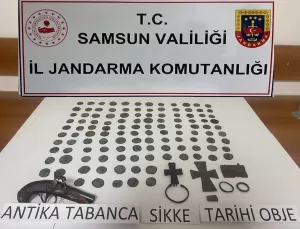 T.C.
SAMSUN VALİLİĞİ
İL JANDARMA KOMUTANLIĞI
ANTİKA TABANCA
SİKKE
TARİHİ OBJE